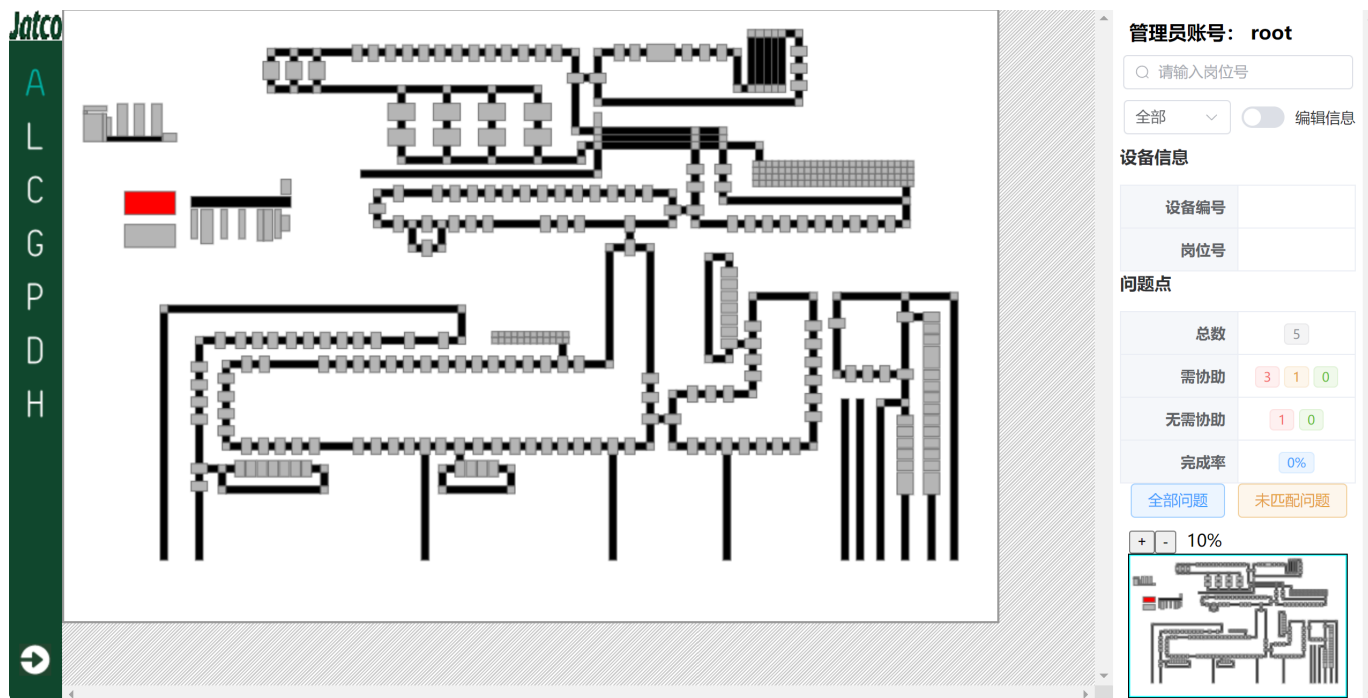 Jatco
A
L
C
G
P
D
H
管理员账号： root
请输入岗位号
全部
编辑信息
设备信息
设备编号
岗位号
问题点
总数 5
需协助 3 1 0
无需协助 1 0
完成率 0%
全部问题 未匹配问题
+ - 10%